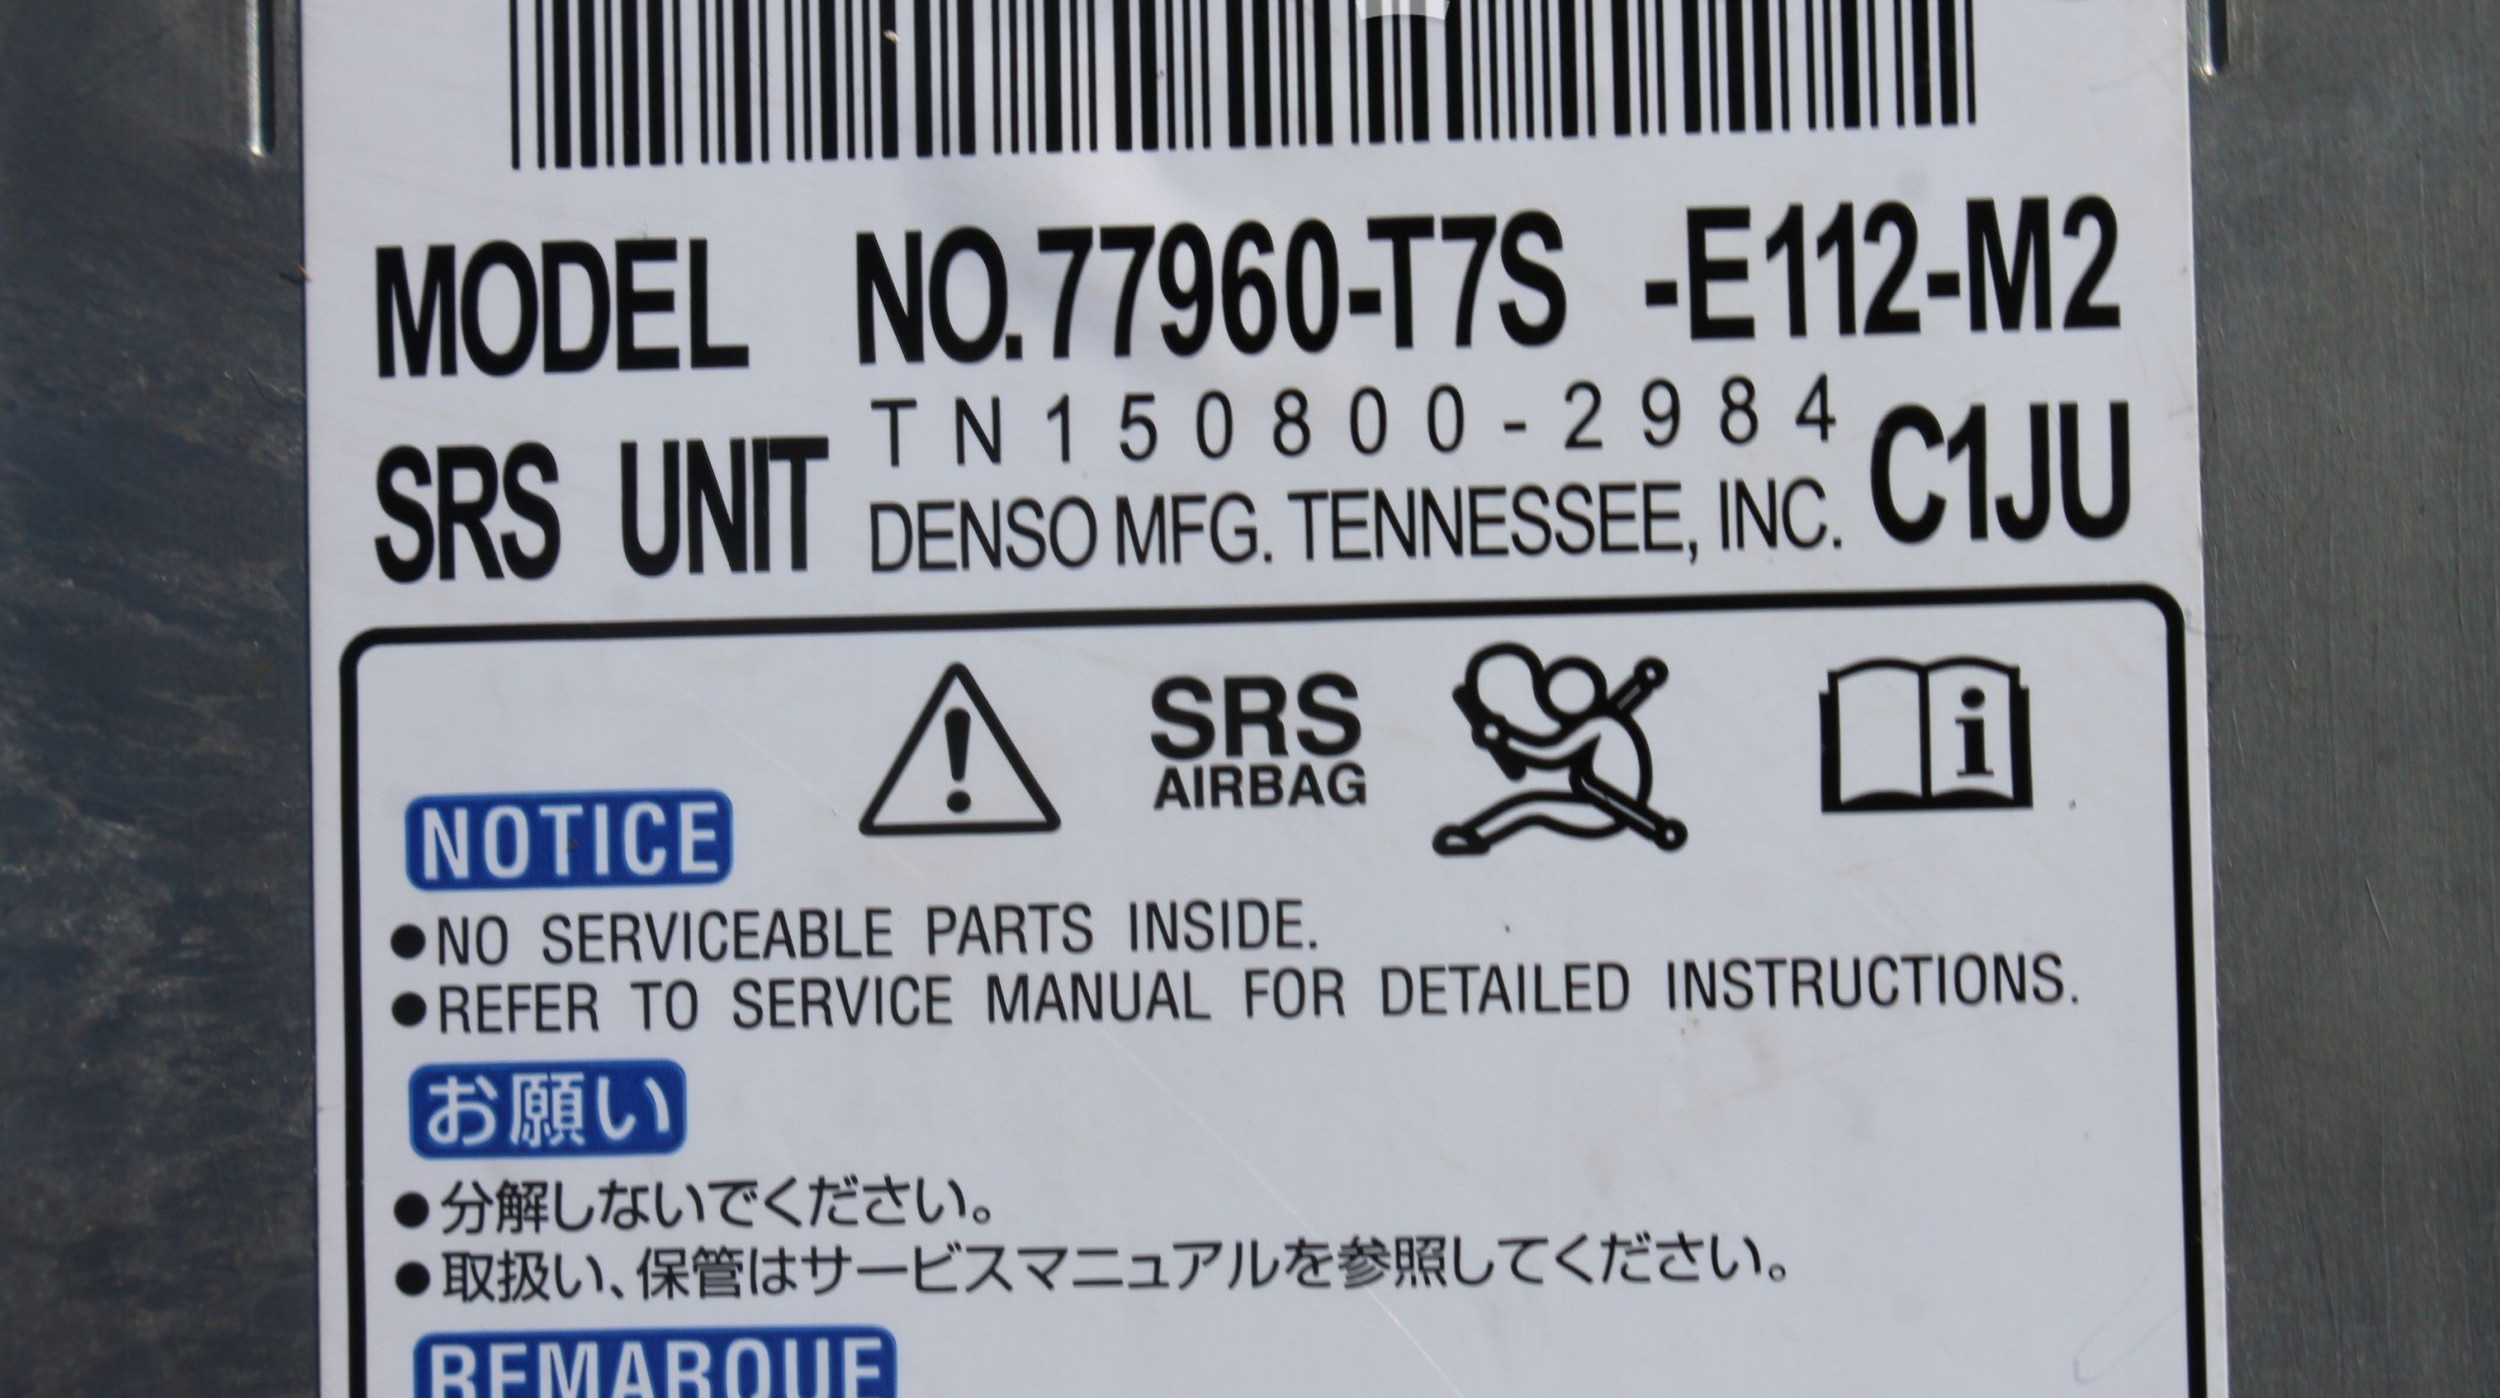 MODEL NO.77960-T7S -E112-M2
SRS UNIT TN150800-2984 C1JU
DENSO MFG. TENNESSEE, INC.
SRS
AIRBAG
i
NOTICE
●NO SERVICEABLE PARTS INSIDE.
●REFER TO SERVICE MANUAL FOR DETAILED INSTRUCTIONS.
お願い
●分解しないでください。
●取扱い、保管はサービスマニュアルを参照してください。
REMARQUE